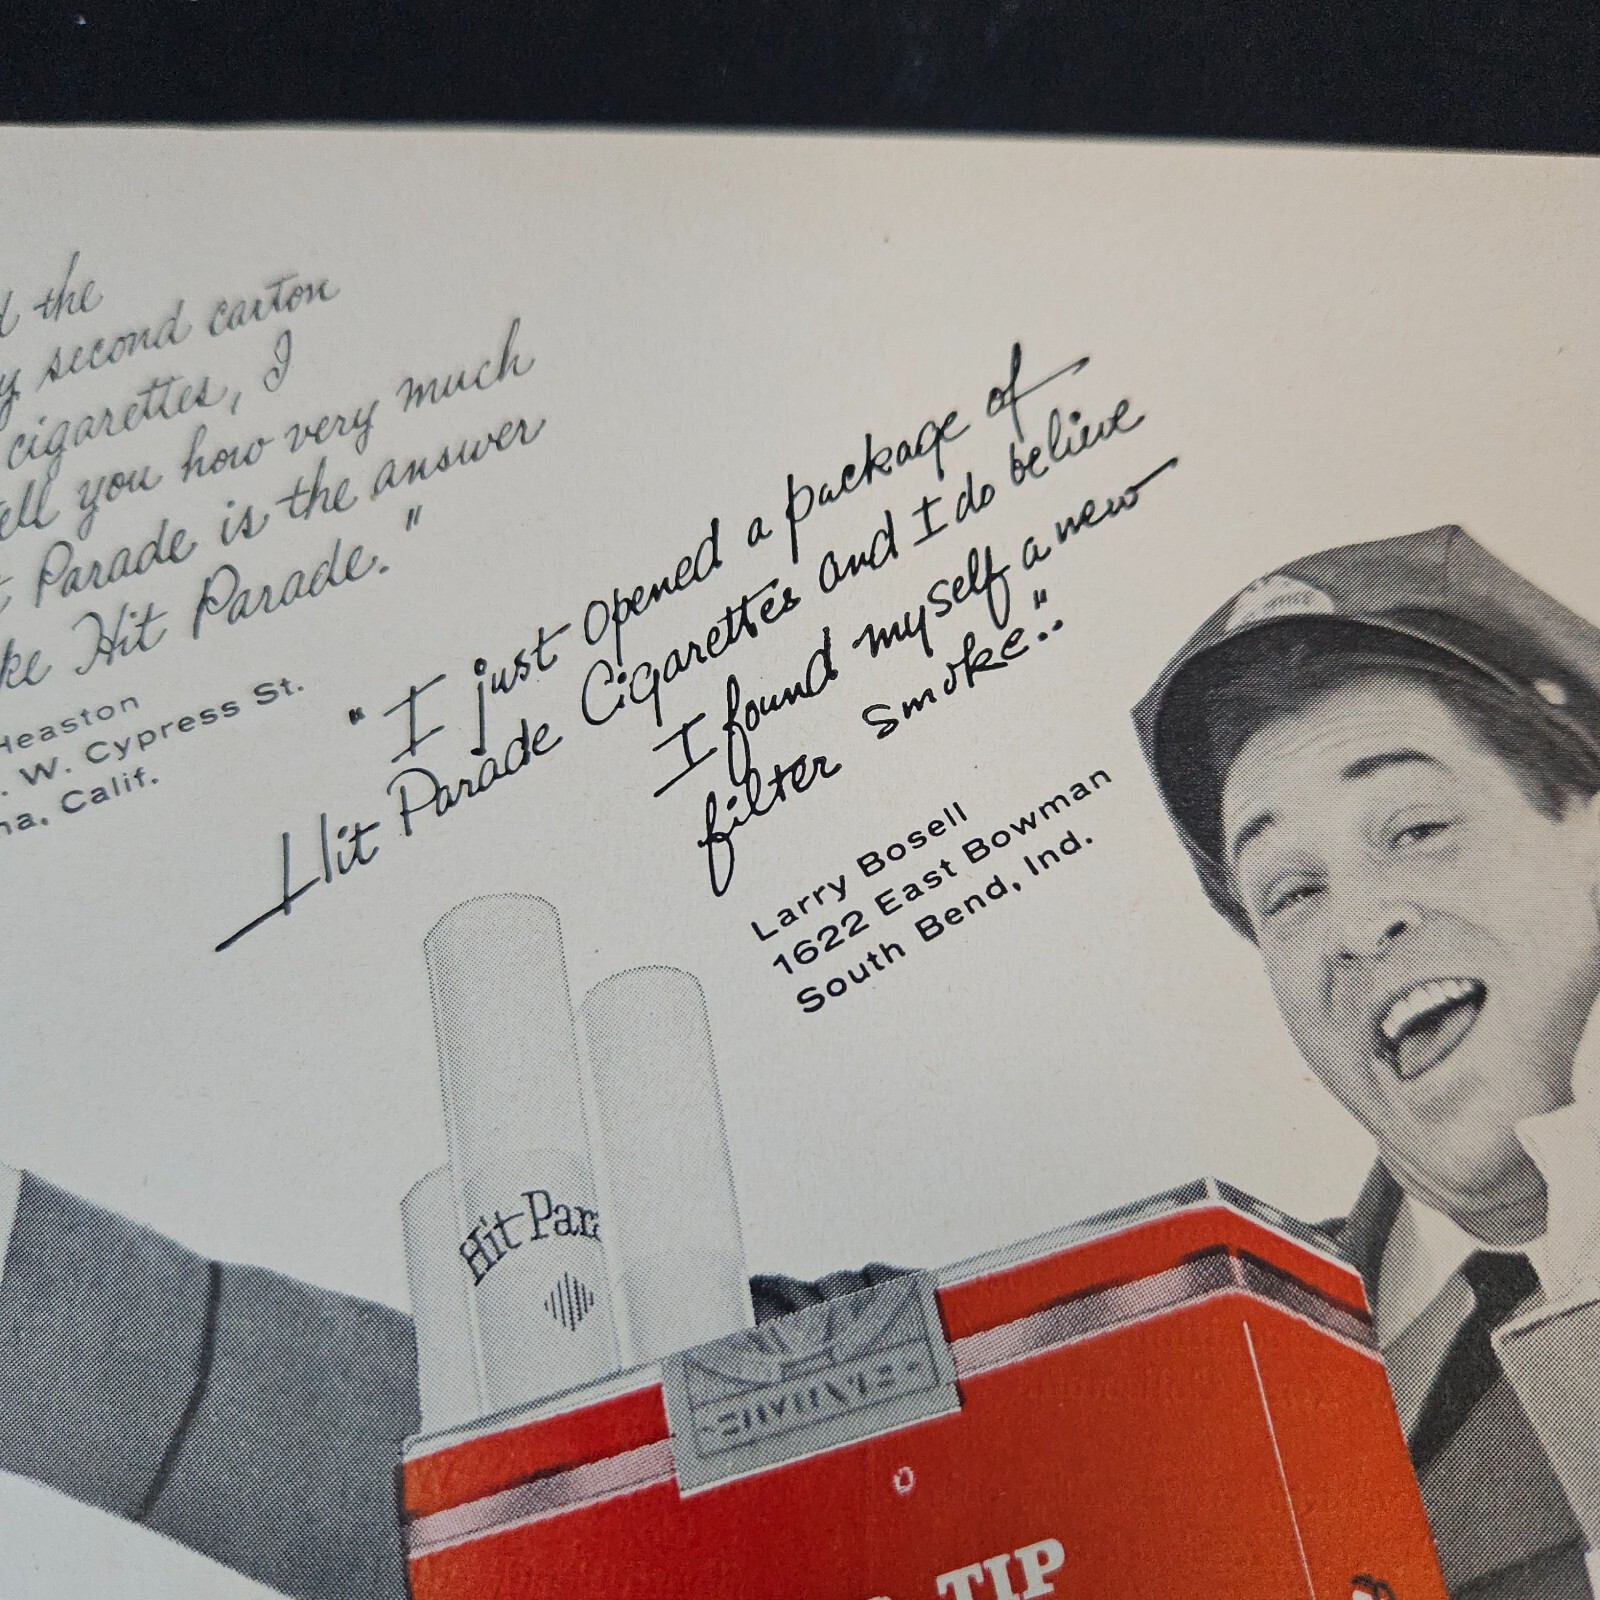 the
second carton
cigarettes, I
you how very much
Parade is the answer
Hit Parade."
Heaston
W. Cypress St.
Calif.
"I just opened a package of
Hit Parade Cigarettes and I do believe
I found myself a new
filter smoke.."
Larry Bosell
1622 East Bowman
South Bend, Ind.
Hit Para
TIP